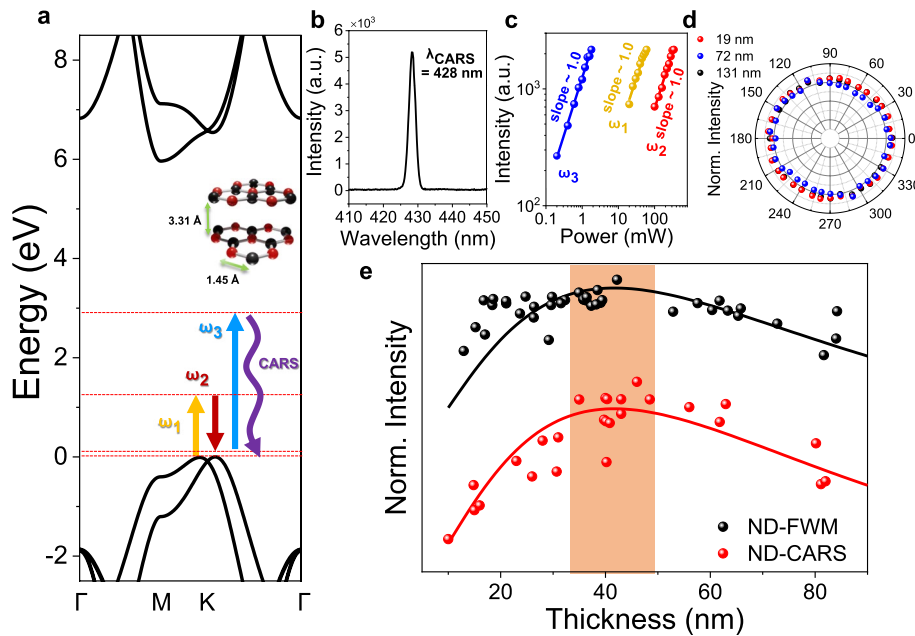 a
8
6
4
2
0
-2
Energy (eV)
Γ
M
K
Γ
3.31 Å
1.45 Å
ω₁
ω₂
ω₃
CARS
b
×10³
6
5
4
3
2
1
0
Intensity (a.u.)
λCARS
= 428 nm
410 420 430 440 450
Wavelength (nm)
c
Intensity (a.u.)
10³
10²
slope ~ 1.0
slope ~ 1.0
slope ~ 1.0
ω₃
ω₁
ω₂
0.1 1 10 100
Power (mW)
d
19 nm
72 nm
131 nm
Norm. Intensity
0
30
60
90
120
150
180
210
240
270
300
330
e
Norm. Intensity
ND-FWM
ND-CARS
20 40 60 80
Thickness (nm)